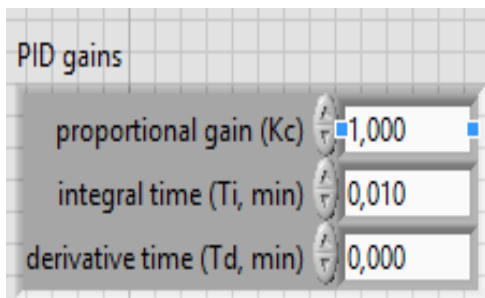 PID gains
proportional gain (Kc) 1,000
integral time (Ti, min) 0,010
derivative time (Td, min) 0,000